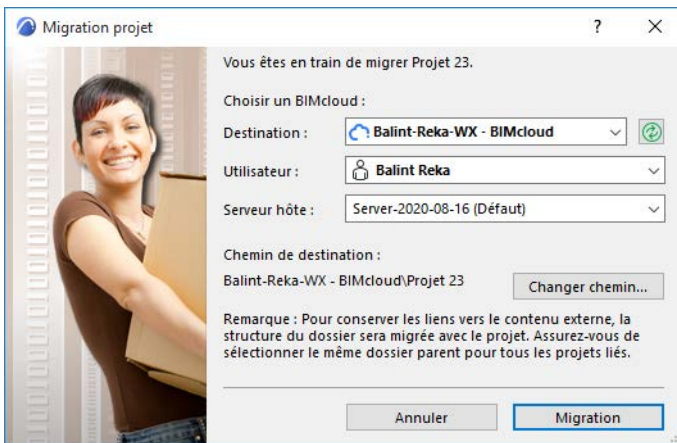 Migration projet
?
Vous êtes en train de migrer Projet 23.
Choisir un BIMcloud :
Destination : Balint-Reka-WX - BIMcloud
Utilisateur : Balint Reka
Serveur hôte : Server-2020-08-16 (Défaut)
Chemin de destination :
Balint-Reka-WX - BIMcloud\Projet 23 Changer chemin...
Remarque : Pour conserver les liens vers le contenu externe, la
structure du dossier sera migrée avec le projet. Assurez-vous de
sélectionner le même dossier parent pour tous les projets liés.
Annuler Migration